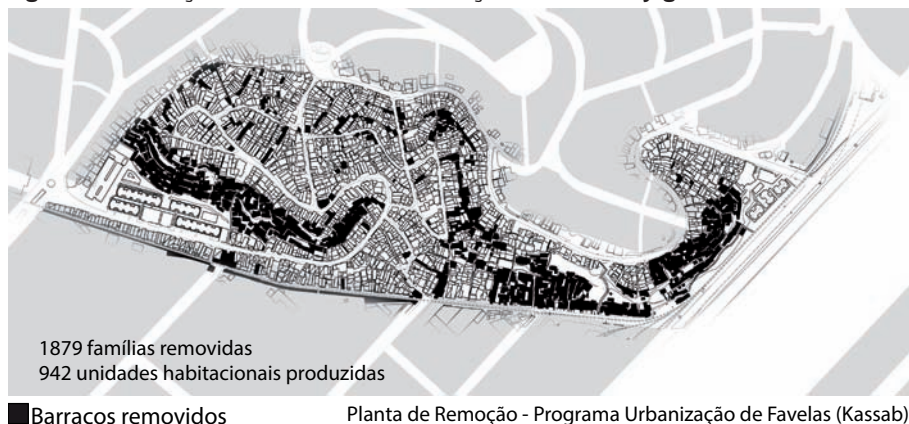 1879 famílias removidas
942 unidades habitacionais produzidas
Barracos removidos
Planta de Remoção - Programa Urbanização de Favelas (Kassab)